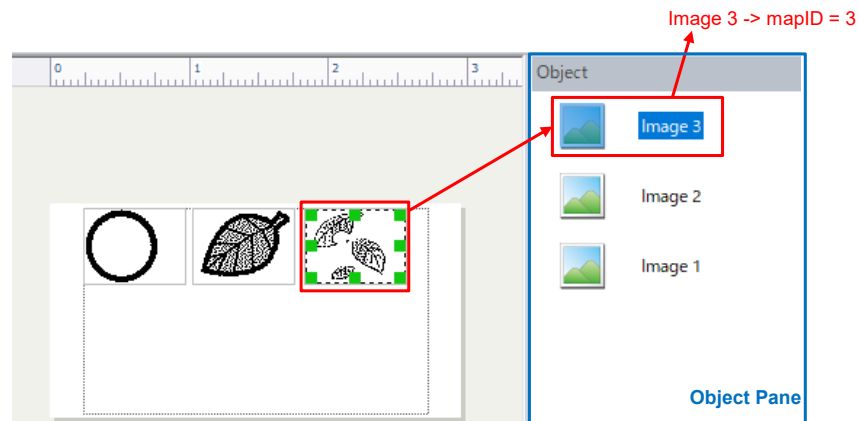 Image 3 -> mapID = 3
0 1 2 3
Object
Image 3
Image 2
Image 1
Object Pane